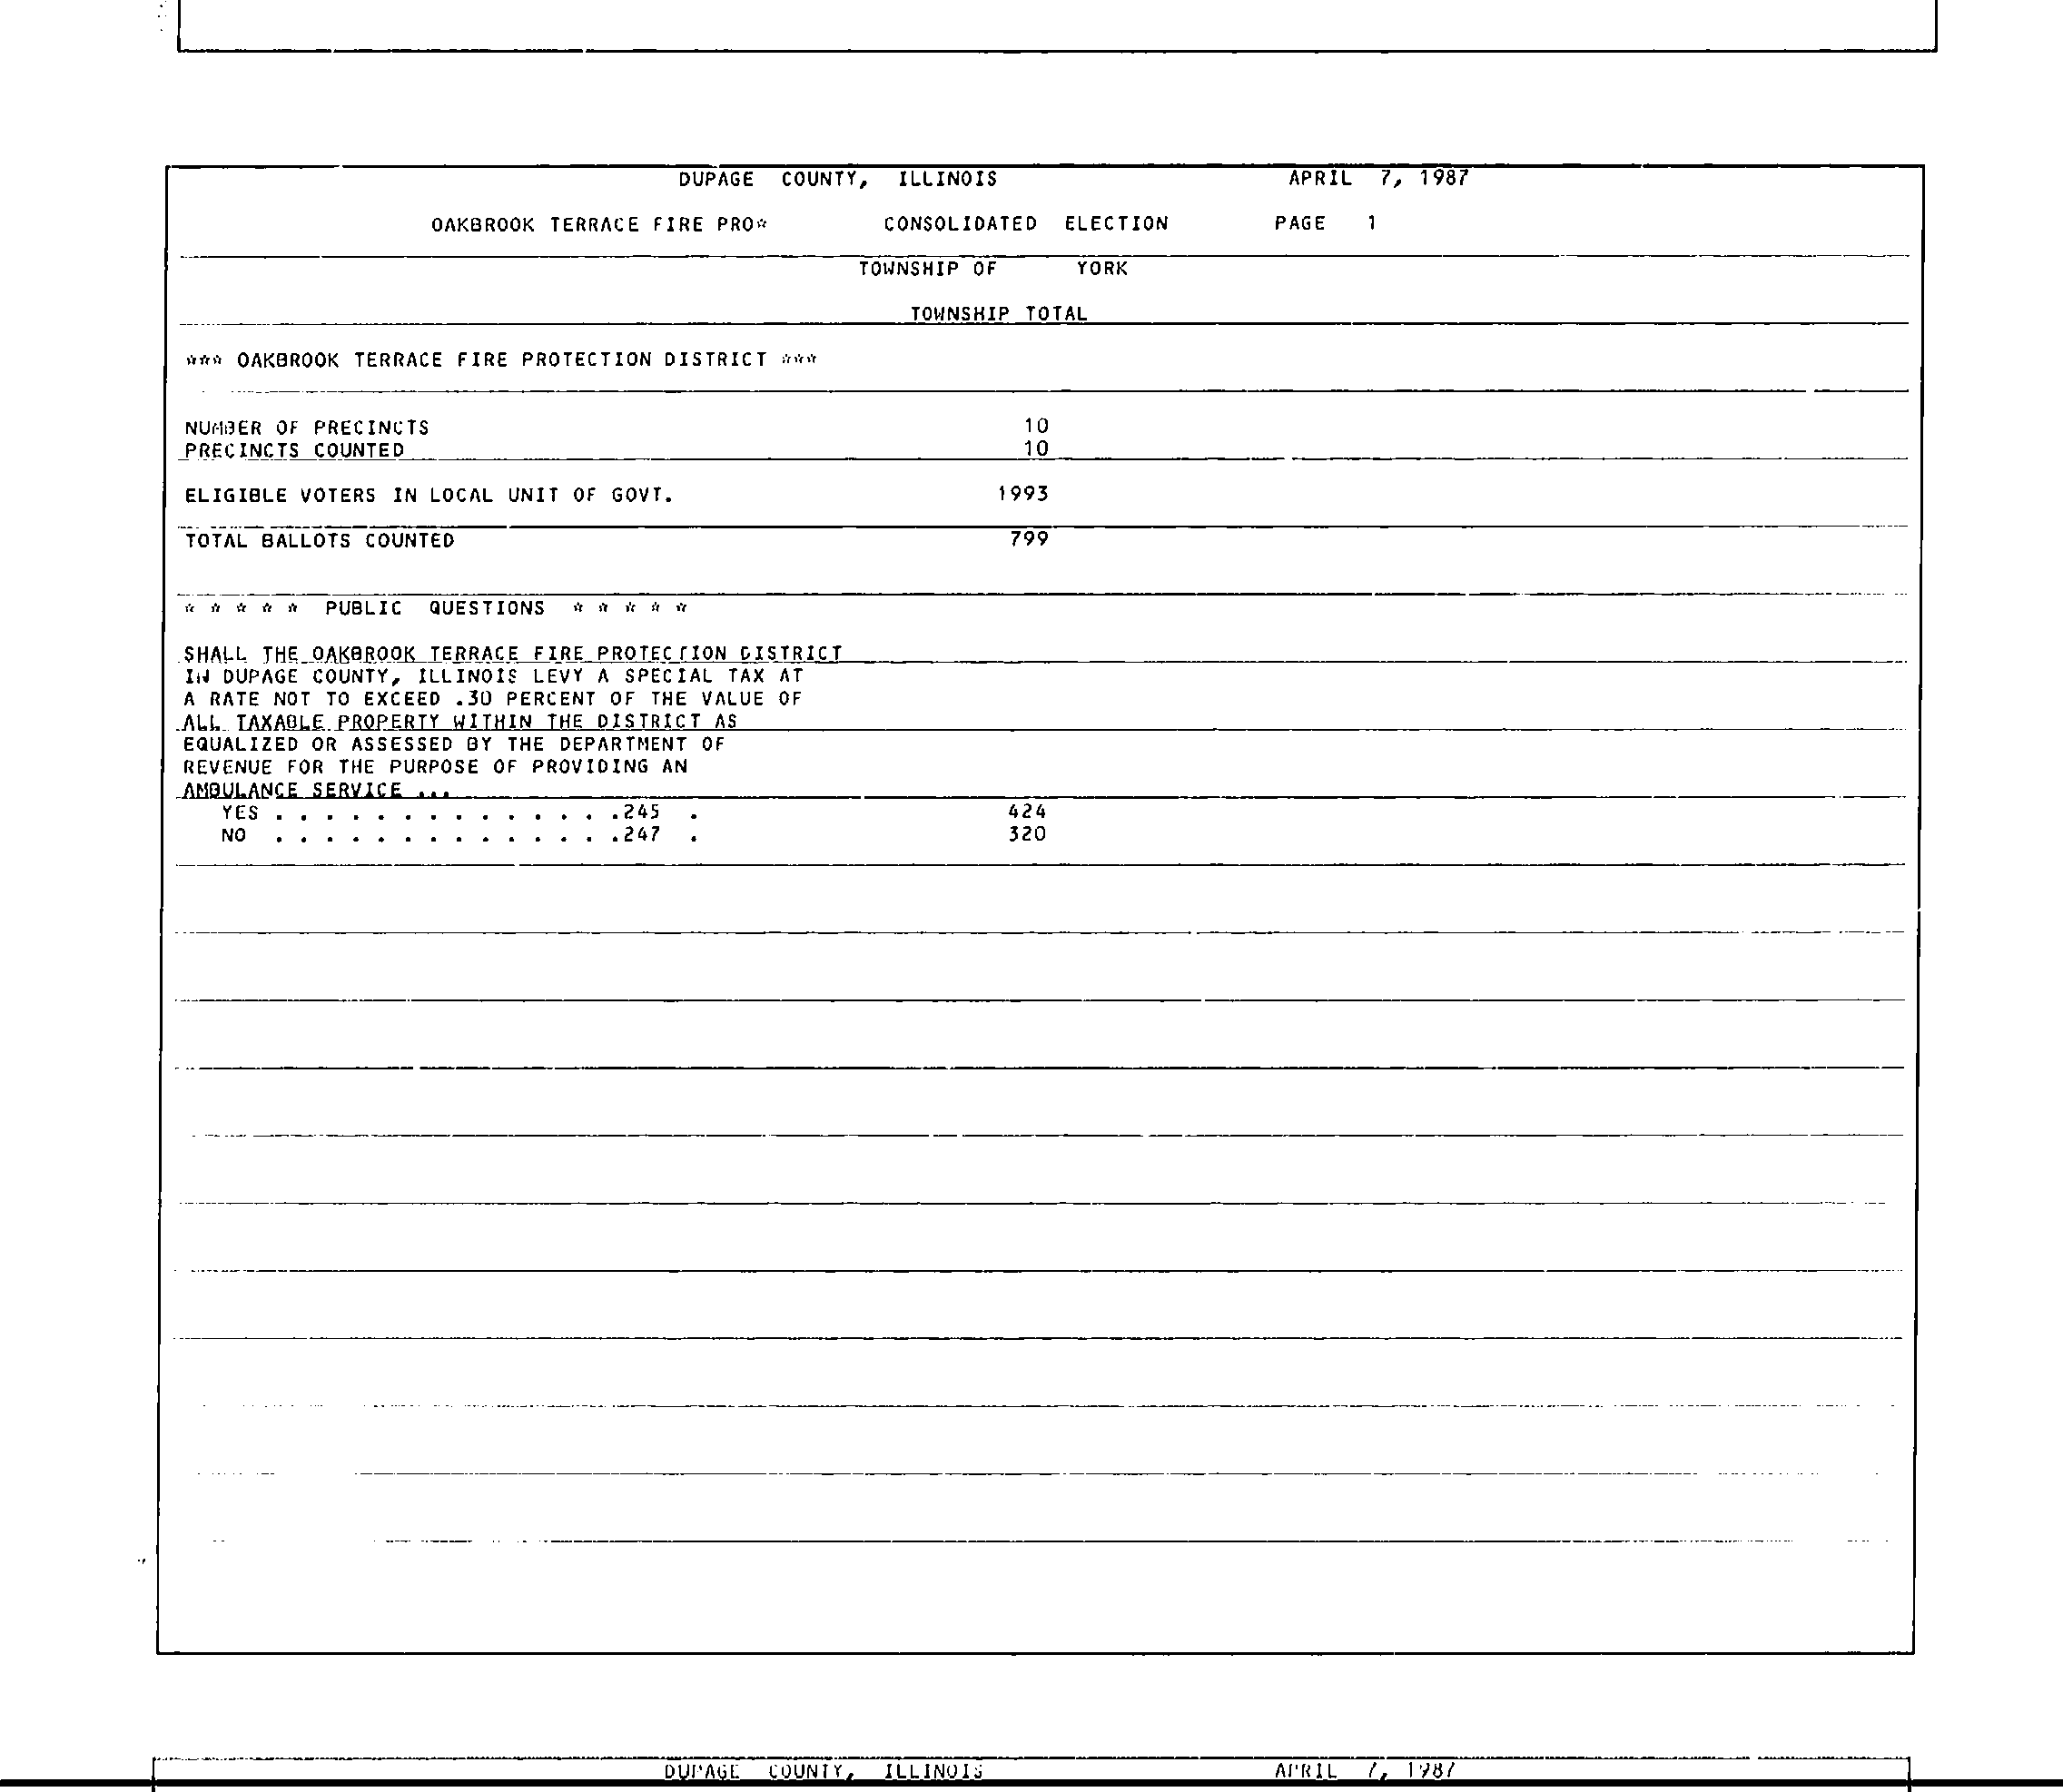 DUPAGE COUNTY, ILLINOIS APRIL 7, 1987
OAKBROOK TERRACE FIRE PRO* CONSOLIDATED ELECTION PAGE 1
TOWNSHIP OF YORK
TOWNSHIP TOTAL
*** OAKBROOK TERRACE FIRE PROTECTION DISTRICT ***
NUMBER OF PRECINCTS 10
PRECINCTS COUNTED 10
ELIGIBLE VOTERS IN LOCAL UNIT OF GOVT. 1993
TOTAL BALLOTS COUNTED 799
* * * * * PUBLIC QUESTIONS * * * * *
SHALL THE OAKBROOK TERRACE FIRE PROTECTION DISTRICT
IN DUPAGE COUNTY, ILLINOIS LEVY A SPECIAL TAX AT
A RATE NOT TO EXCEED .30 PERCENT OF THE VALUE OF
ALL TAXABLE PROPERTY WITHIN THE DISTRICT AS
EQUALIZED OR ASSESSED BY THE DEPARTMENT OF
REVENUE FOR THE PURPOSE OF PROVIDING AN
AMBULANCE SERVICE ...
YES . . . . . . . . . . . . . .245 . 424
NO . . . . . . . . . . . . . .247 . 320
DUPAGE COUNTY, ILLINOIS APRIL 7, 1987